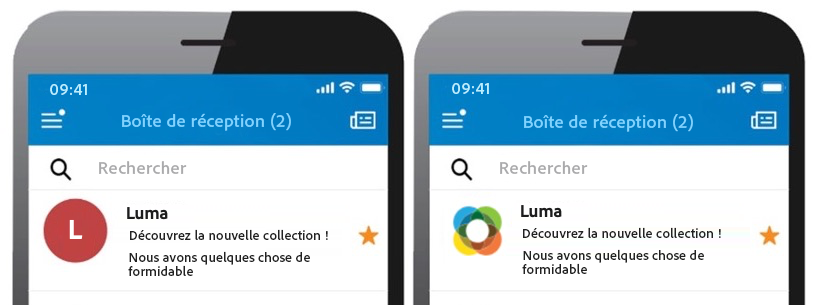 09:41
Boîte de réception (2)
Rechercher
L
Luma
Découvrez la nouvelle collection !
Nous avons quelques chose de
formidable
09:41
Boîte de réception (2)
Rechercher
Luma
Découvrez la nouvelle collection !
Nous avons quelques chose de
formidable